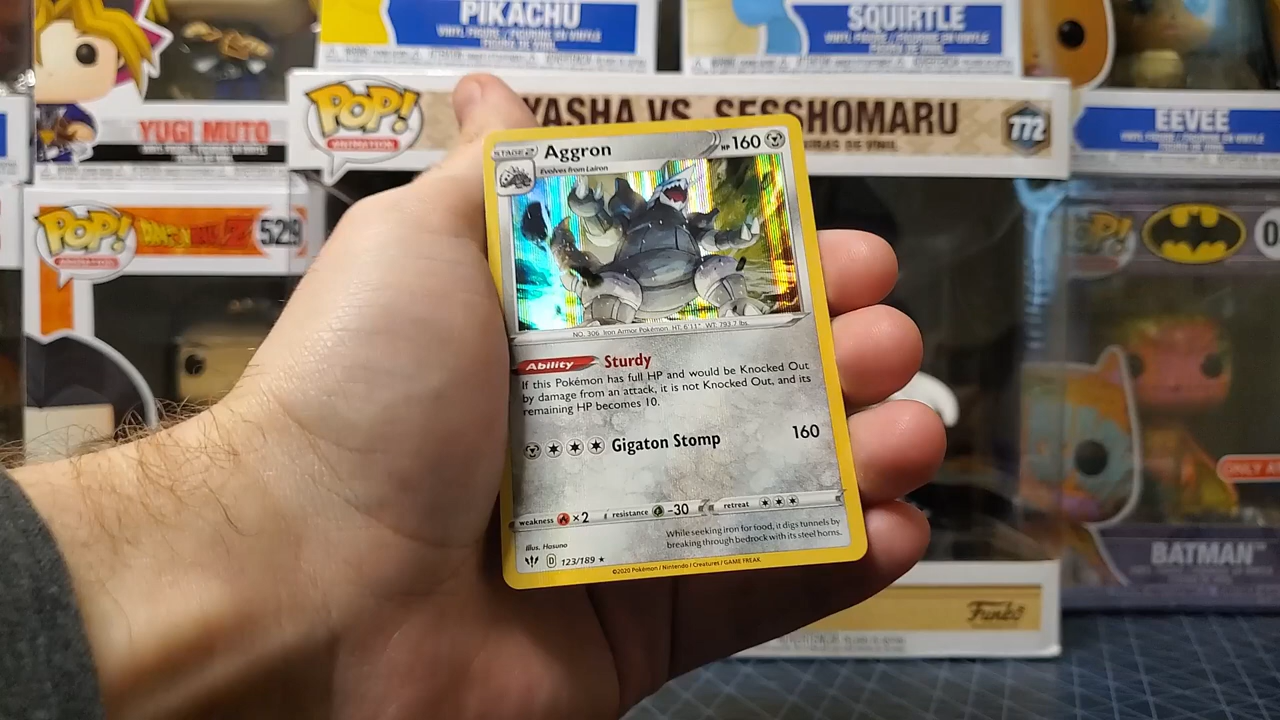 PIKACHU
SQUIRTLE
YUGI MUTO
POP!
ANIMATION
YASHA VS. SESSHOMARU
772
EEVEE
POP!
ANIMATION
529
POP!
0
STAGE 2
Aggron
HP 160
Evolves from Lairon
NO. 306 Iron Armor Pokémon HT. 6'11" WT. 793.7 lbs.
Ability Sturdy
If this Pokémon has full HP and would be Knocked Out
by damage from an attack, it is not Knocked Out, and its
remaining HP becomes 10.
Gigaton Stomp 160
weakness ×2 resistance -30 retreat
While seeking iron for food, it digs tunnels by
breaking through bedrock with its steel horns.
Illus. Hasuno
D 123/189
©2020 Pokémon / Nintendo / Creatures / GAME FREAK
ONLY A
BATMAN™
Funko